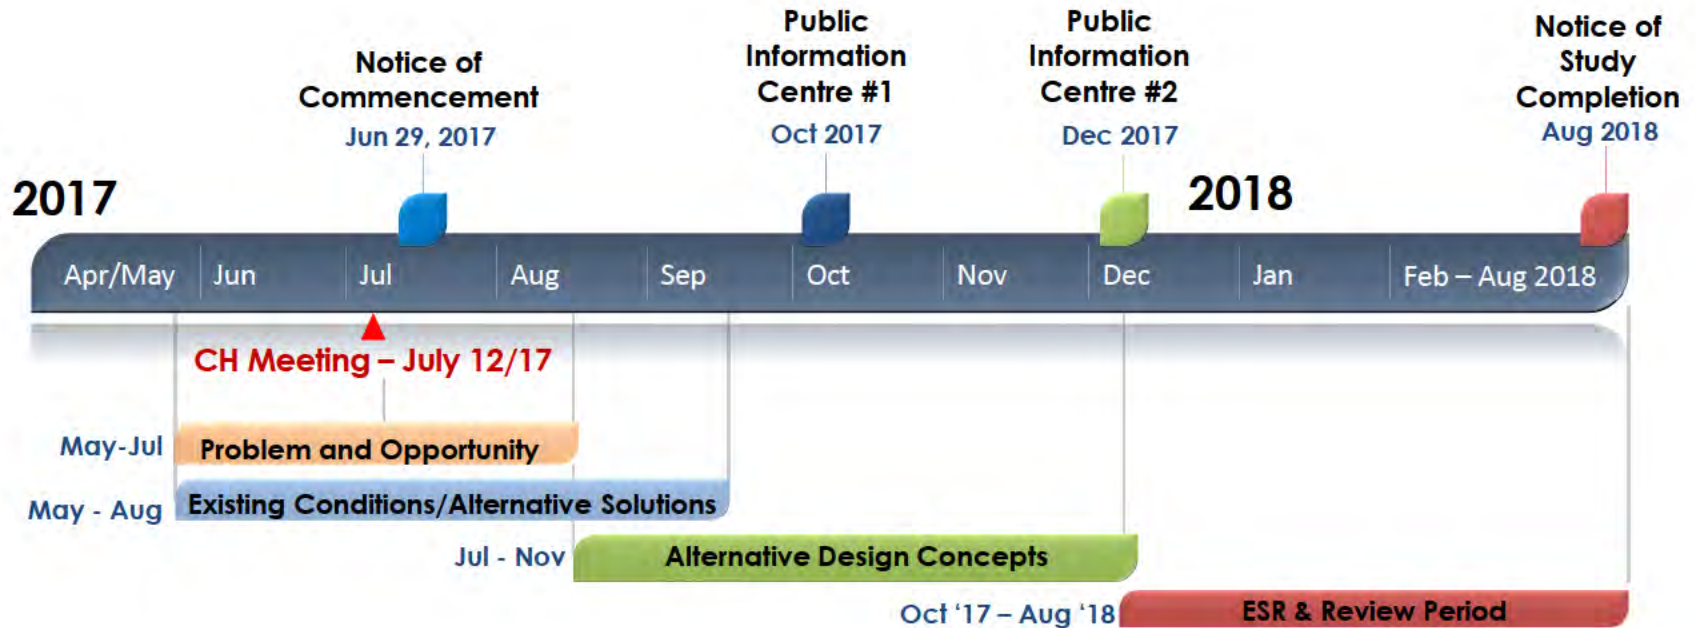 Notice of
Commencement
Jun 29, 2017
Public
Information
Centre #1
Oct 2017
Public
Information
Centre #2
Dec 2017
Notice of
Study
Completion
Aug 2018
2017
2018
Apr/May
Jun
Jul
Aug
Sep
Oct
Nov
Dec
Jan
Feb – Aug 2018
CH Meeting – July 12/17
May-Jul
Problem and Opportunity
May - Aug
Existing Conditions/Alternative Solutions
Jul - Nov
Alternative Design Concepts
Oct ‘17 – Aug ‘18
ESR & Review Period